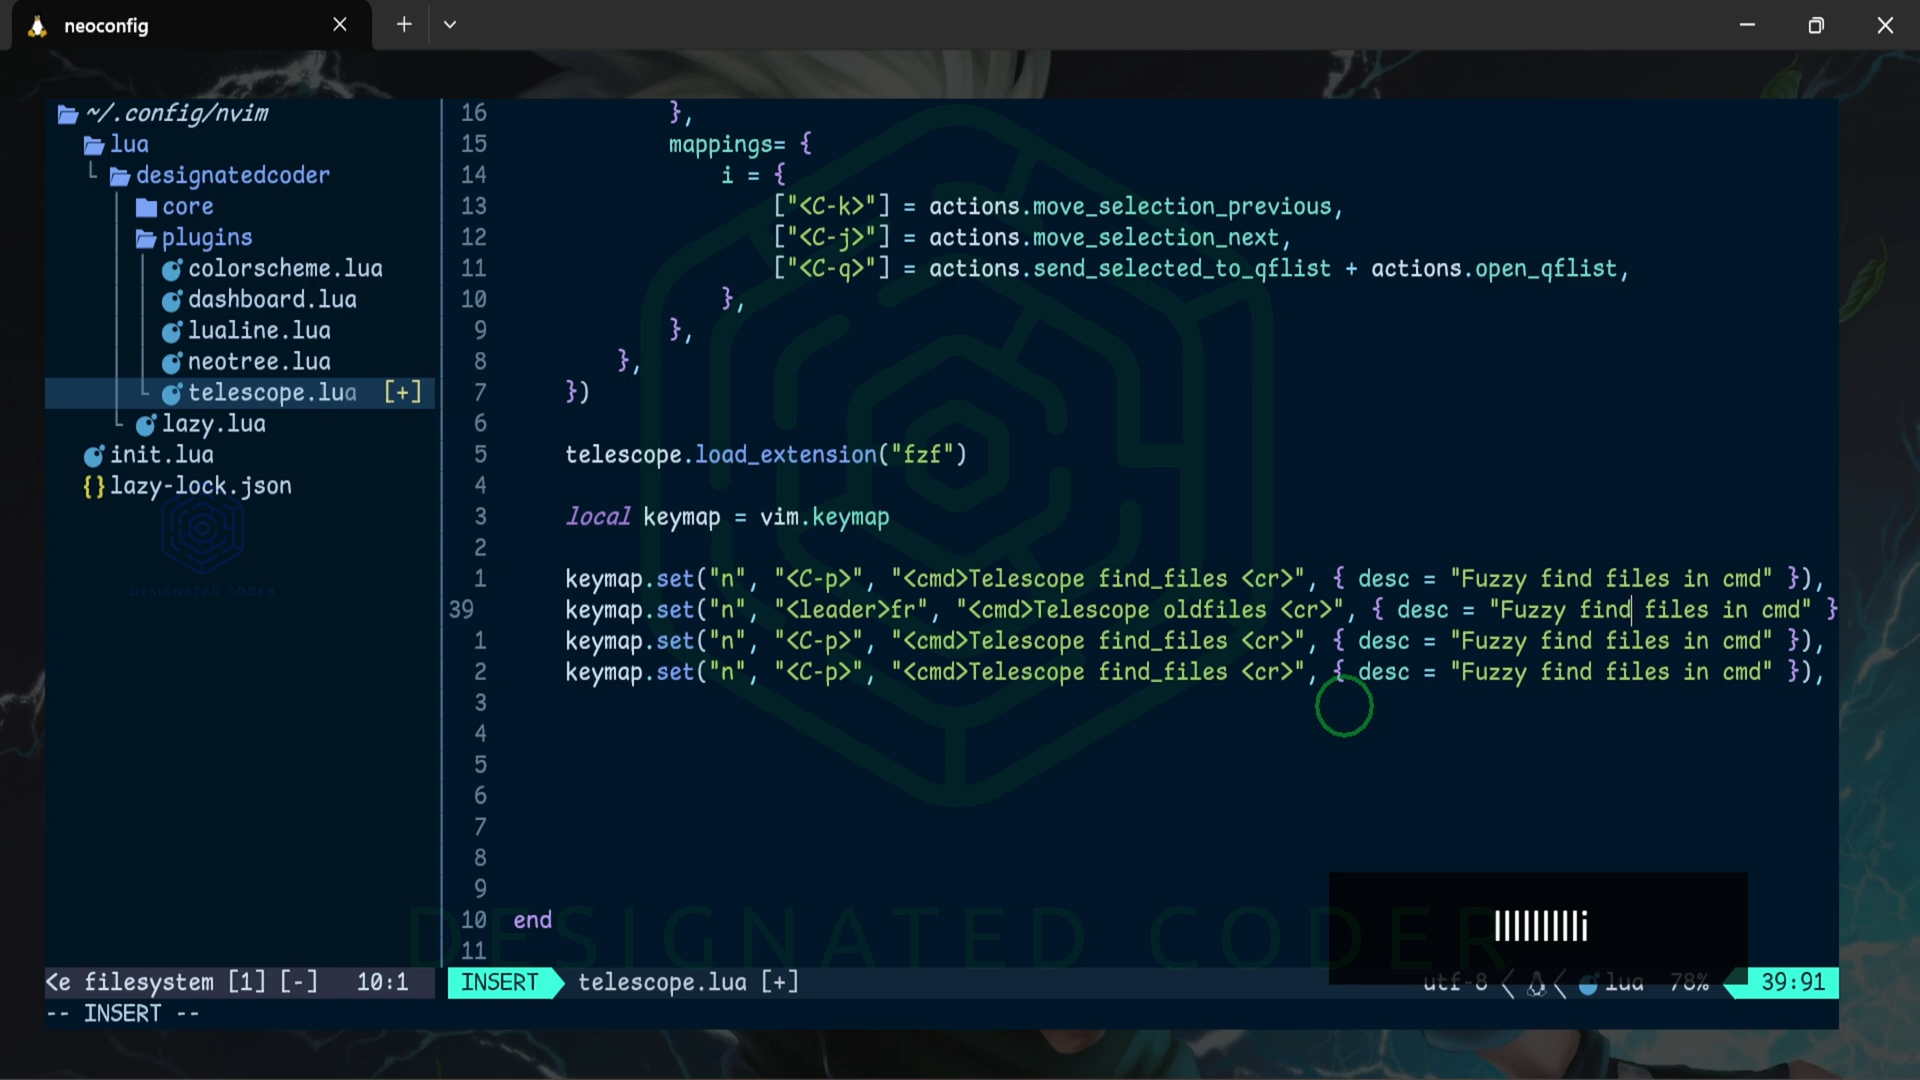 neoconfig
~/.config/nvim
lua
designatedcoder
core
plugins
colorscheme.lua
dashboard.lua
lualine.lua
neotree.lua
telescope.lua [+]
lazy.lua
init.lua
{} lazy-lock.json
DESIGNATED CODER
16 },
15 mappings= {
14 i = {
13 ["<C-k>"] = actions.move_selection_previous,
12 ["<C-j>"] = actions.move_selection_next,
11 ["<C-q>"] = actions.send_selected_to_qflist + actions.open_qflist,
10 },
9 },
8 },
7 })
6
5 telescope.load_extension("fzf")
4
3 local keymap = vim.keymap
2
1 keymap.set("n", "<C-p>", "<cmd>Telescope find_files <cr>", { desc = "Fuzzy find files in cmd" }),
39 keymap.set("n", "<leader>fr", "<cmd>Telescope oldfiles <cr>", { desc = "Fuzzy find files in cmd" }
1 keymap.set("n", "<C-p>", "<cmd>Telescope find_files <cr>", { desc = "Fuzzy find files in cmd" }),
2 keymap.set("n", "<C-p>", "<cmd>Telescope find_files <cr>", { desc = "Fuzzy find files in cmd" }),
3
4
5
6
7
8
9
10 end
11
DESIGNATED CODER
llllllllli
<e filesystem [1] [-] 10:1
INSERT telescope.lua [+] utf-8 lua 78% 39:91
-- INSERT --